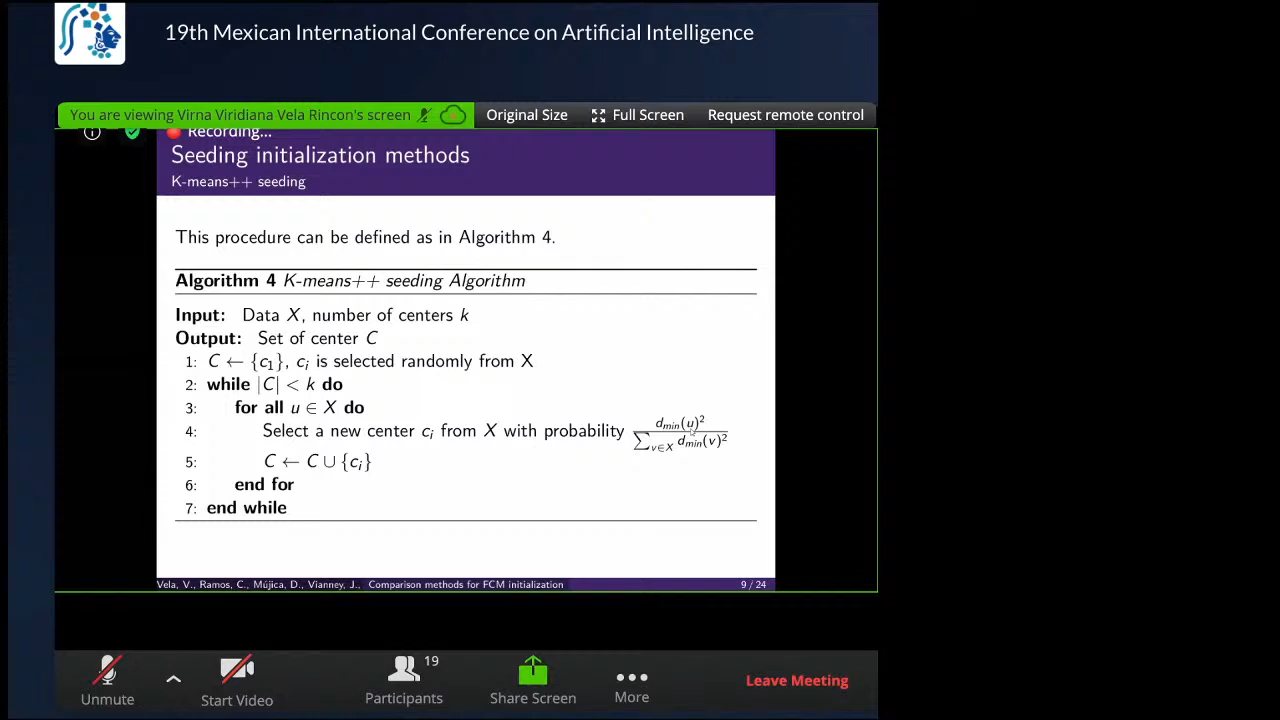 19th Mexican International Conference on Artificial Intelligence
You are viewing Virna Viridiana Vela Rincon's screen
Original Size
Full Screen
Request remote control
Recording...
Seeding initialization methods
K-means++ seeding
This procedure can be defined as in Algorithm 4.
Algorithm 4 K-means++ seeding Algorithm
Input: Data X, number of centers k
Output: Set of center C
1: C ← {c₁}, cᵢ is selected randomly from X
2: while |C| < k do
3: for all u ∈ X do
4: Select a new center cᵢ from X with probability d_min(u)² / ∑_{v∈X} d_min(v)²
5: C ← C ∪ {cᵢ}
6: end for
7: end while
Vela, V., Ramos, C., Mújica, D., Vianney, J., Comparison methods for FCM initialization 9 / 24
19
Unmute
Start Video
Participants
Share Screen
More
Leave Meeting